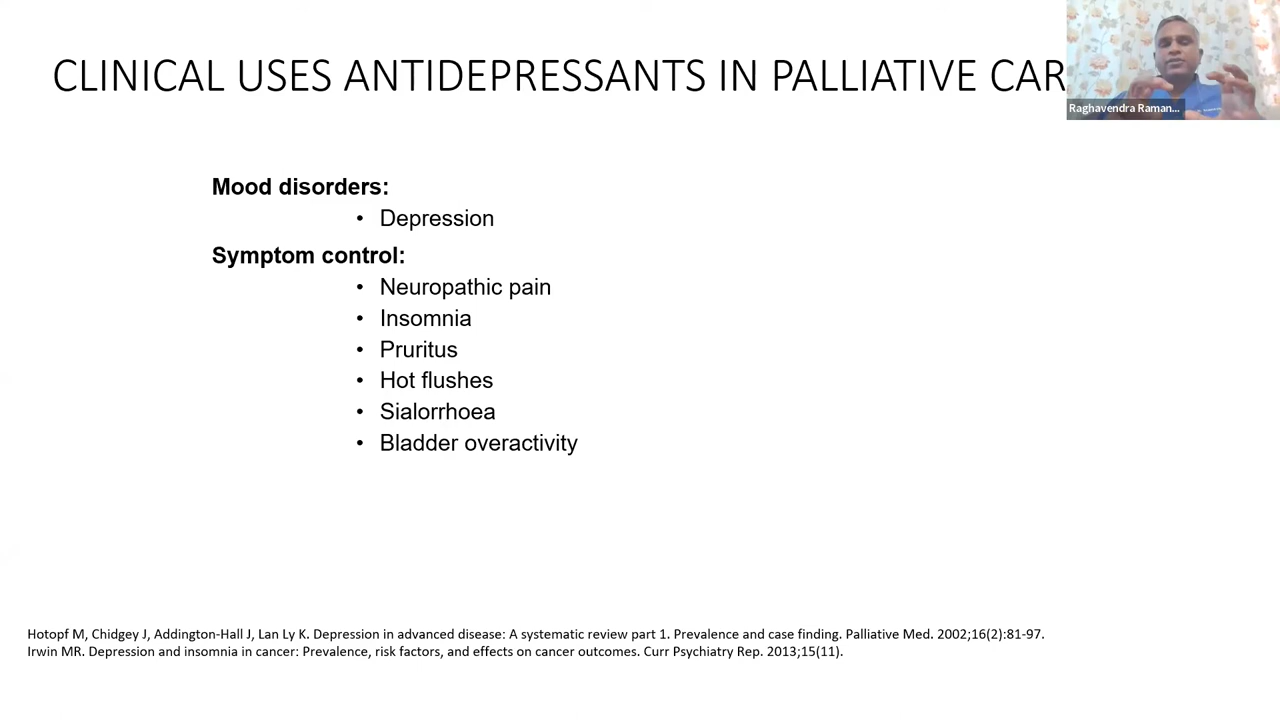 CLINICAL USES ANTIDEPRESSANTS IN PALLIATIVE CAR
Raghavendra Raman...
Mood disorders:
• Depression
Symptom control:
• Neuropathic pain
• Insomnia
• Pruritus
• Hot flushes
• Sialorrhoea
• Bladder overactivity
Hotopf M, Chidgey J, Addington-Hall J, Lan Ly K. Depression in advanced disease: A systematic review part 1. Prevalence and case finding. Palliative Med. 2002;16(2):81-97.
Irwin MR. Depression and insomnia in cancer: Prevalence, risk factors, and effects on cancer outcomes. Curr Psychiatry Rep. 2013;15(11).